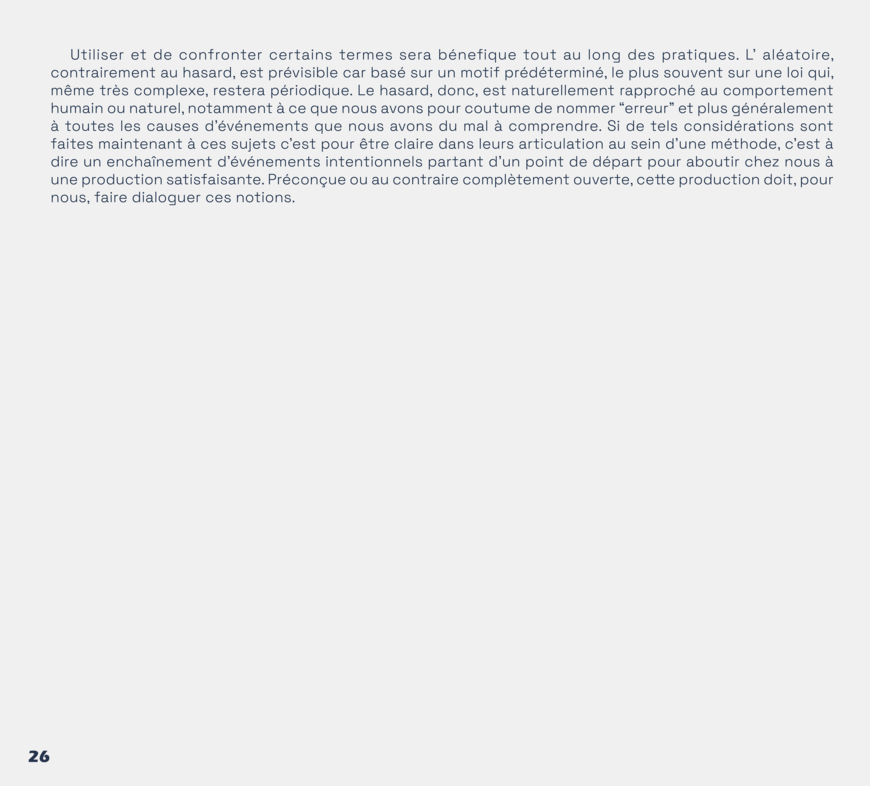 Utiliser et de confronter certains termes sera bénefique tout au long des pratiques. L' aléatoire,
contrairement au hasard, est prévisible car basé sur un motif prédéterminé, le plus souvent sur une loi qui,
même très complexe, restera périodique. Le hasard, donc, est naturellement rapproché au comportement
humain ou naturel, notamment à ce que nous avons pour coutume de nommer “erreur” et plus généralement
à toutes les causes d'événements que nous avons du mal à comprendre. Si de tels considérations sont
faites maintenant à ces sujets c'est pour être claire dans leurs articulation au sein d'une méthode, c'est à
dire un enchaînement d'événements intentionnels partant d'un point de départ pour aboutir chez nous à
une production satisfaisante. Préconçue ou au contraire complètement ouverte, cette production doit, pour
nous, faire dialoguer ces notions.
26